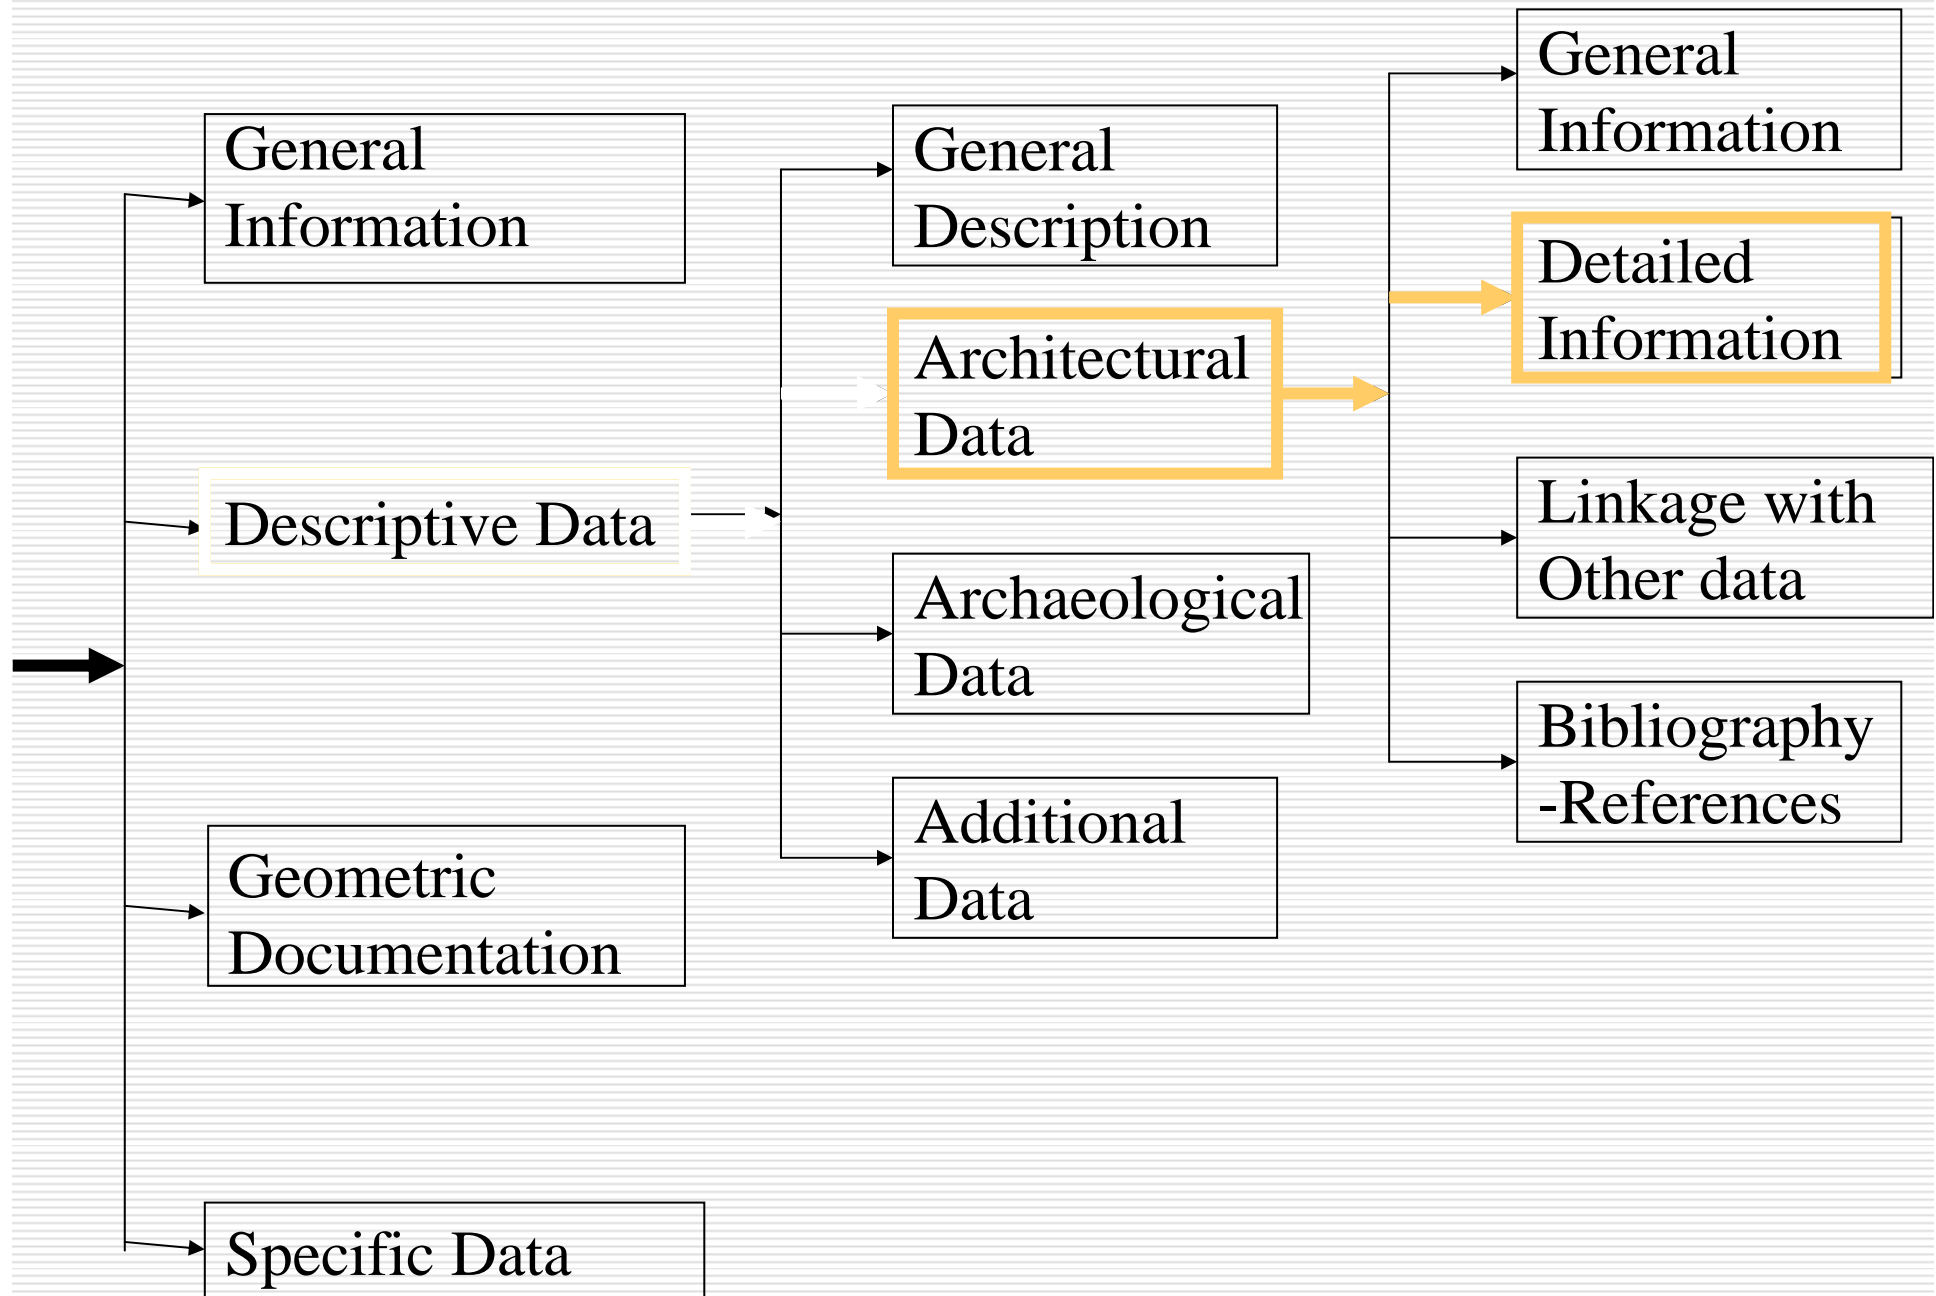 General
Information
Descriptive Data
Geometric
Documentation
Specific Data
General
Description
Architectural
Data
Archaeological
Data
Additional
Data
General
Information
Detailed
Information
Linkage with
Other data
Bibliography
-References